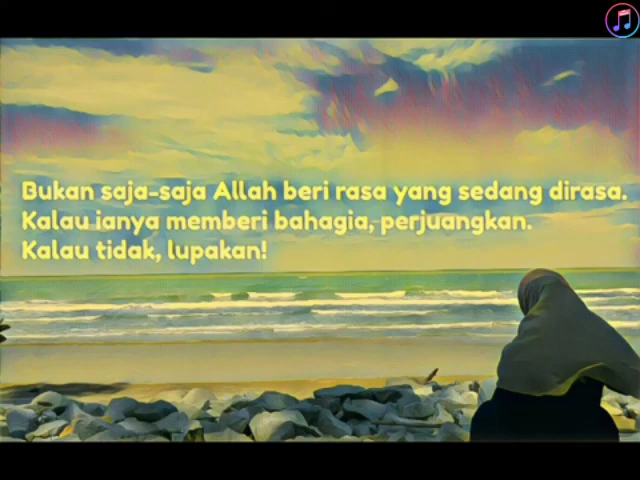 Bukan saja-saja Allah beri rasa yang sedang dirasa.
Kalau ianya memberi bahagia, perjuangkan.
Kalau tidak, lupakan!